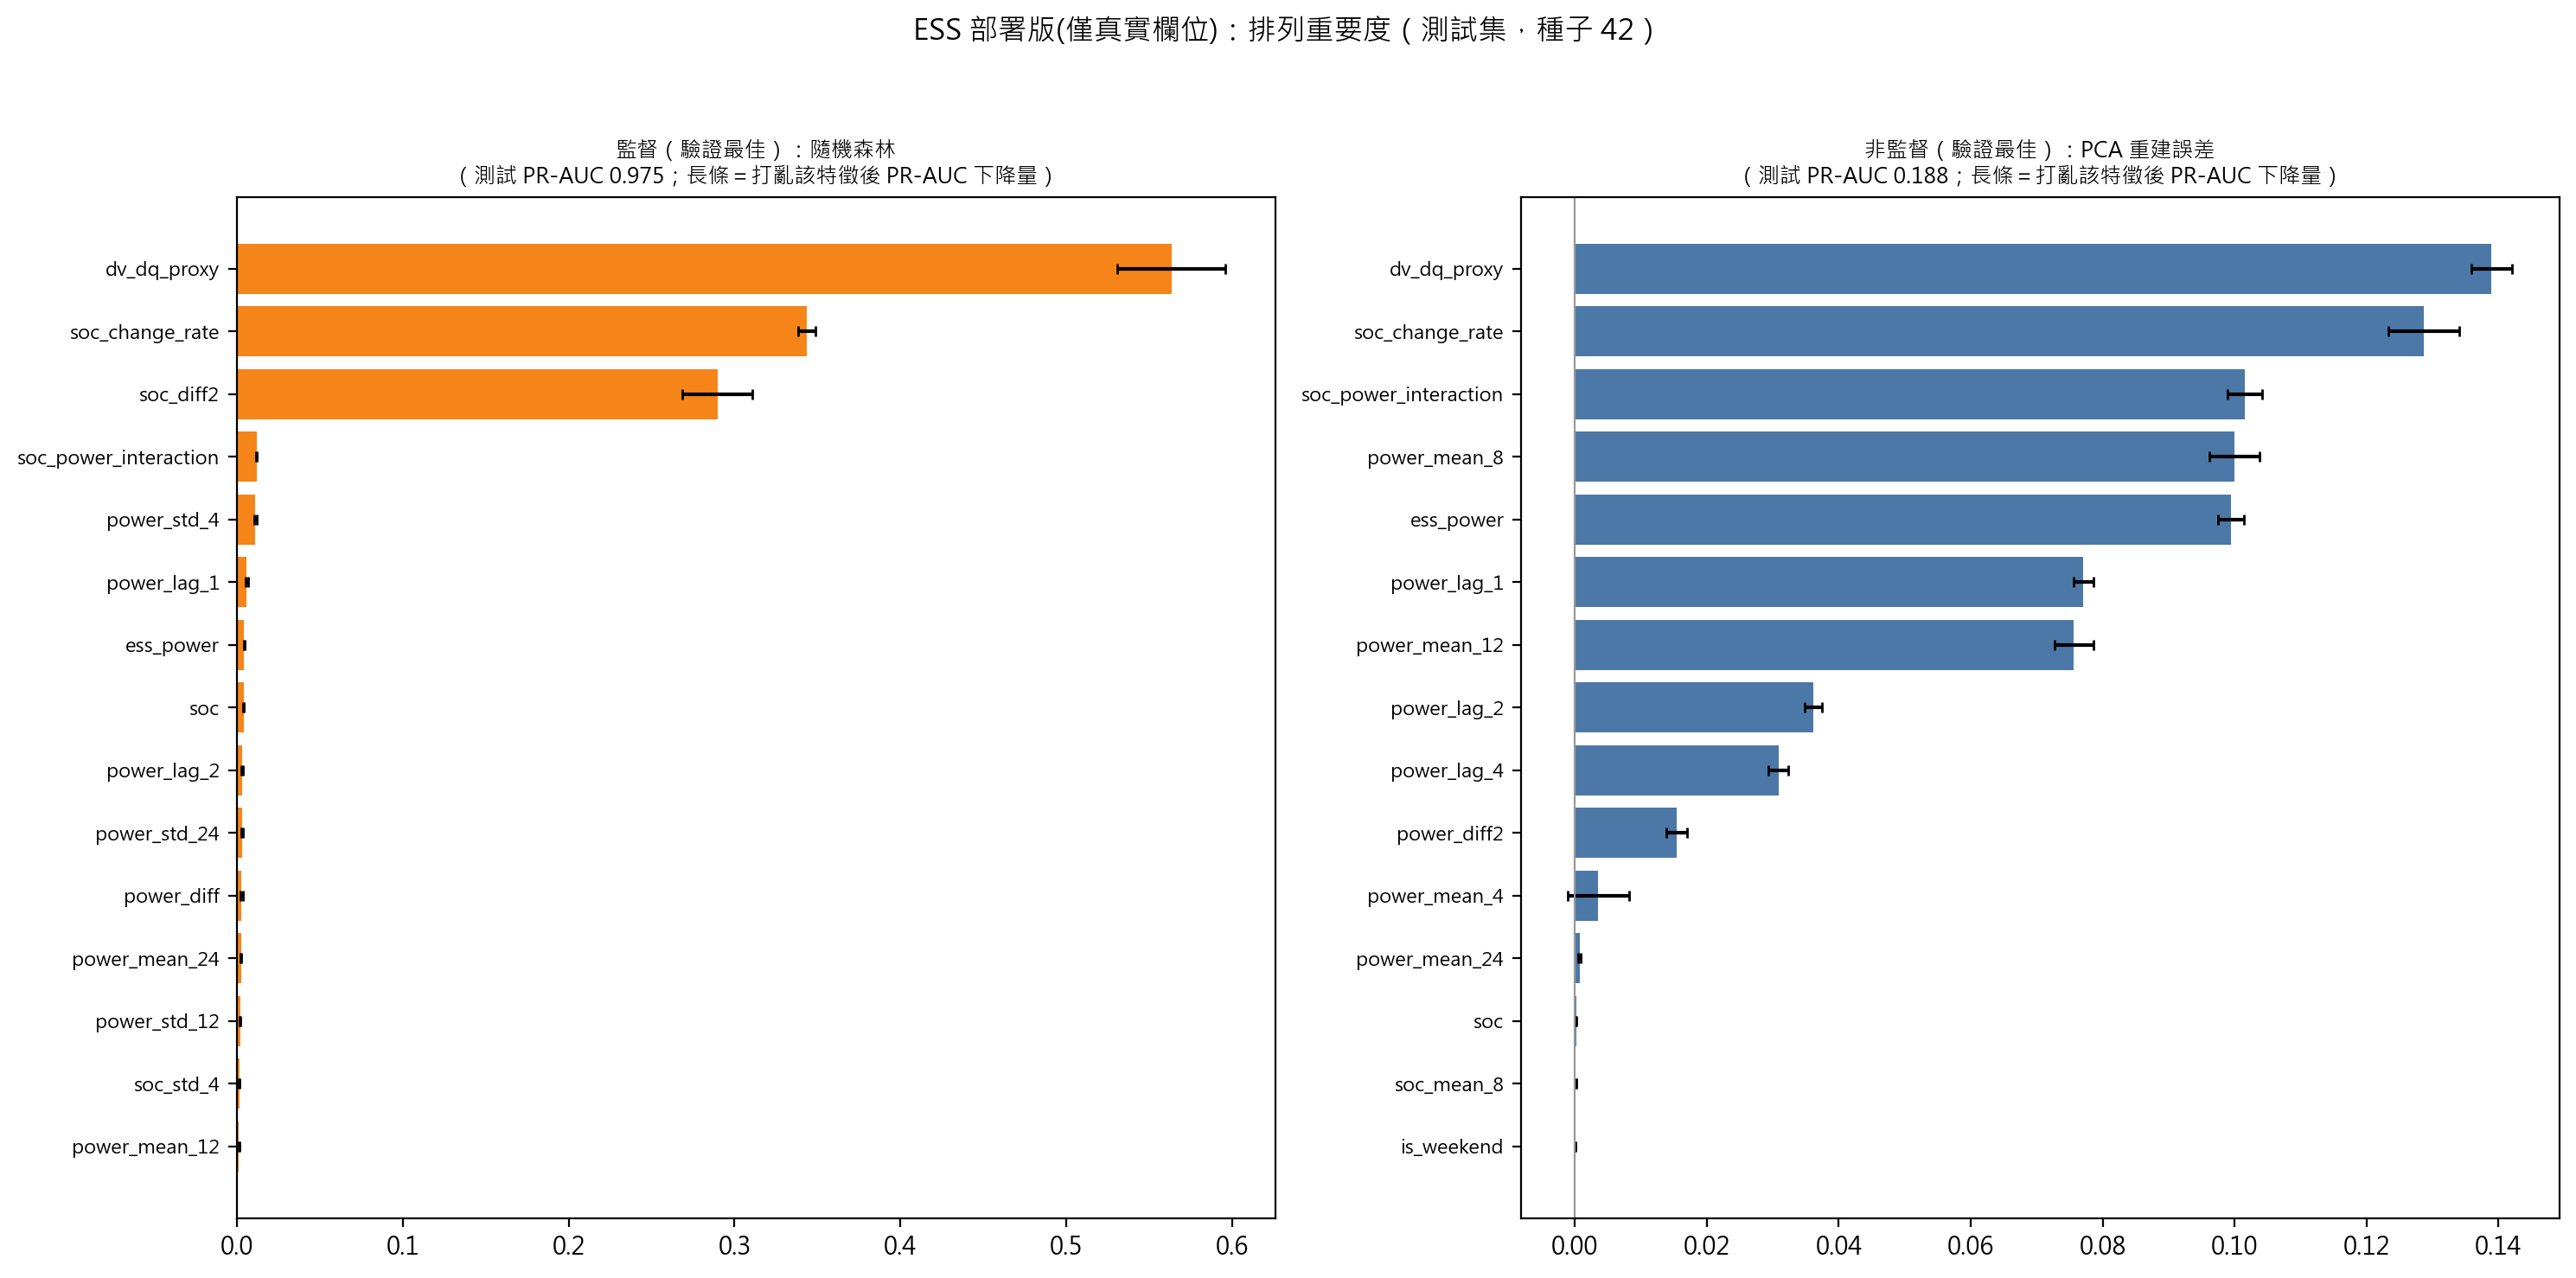 ESS 部署版(僅真實欄位)：排列重要度（測試集，種子 42）
監督（驗證最佳）：隨機森林
（測試 PR-AUC 0.975；長條＝打亂該特徵後 PR-AUC 下降量）
dv_dq_proxy
soc_change_rate
soc_diff2
soc_power_interaction
power_std_4
power_lag_1
ess_power
soc
power_lag_2
power_std_24
power_diff
power_mean_24
power_std_12
soc_std_4
power_mean_12
0.0 0.1 0.2 0.3 0.4 0.5 0.6
非監督（驗證最佳）：PCA 重建誤差
（測試 PR-AUC 0.188；長條＝打亂該特徵後 PR-AUC 下降量）
dv_dq_proxy
soc_change_rate
soc_power_interaction
power_mean_8
ess_power
power_lag_1
power_mean_12
power_lag_2
power_lag_4
power_diff2
power_mean_4
power_mean_24
soc
soc_mean_8
is_weekend
0.00 0.02 0.04 0.06 0.08 0.10 0.12 0.14